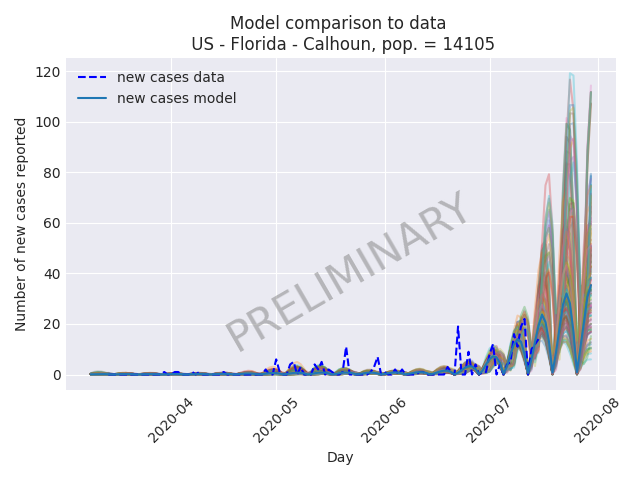 Model comparison to data
US - Florida - Calhoun, pop. = 14105
new cases data
new cases model
PRELIMINARY
Number of new cases reported
120
100
80
60
40
20
0
2020-04
2020-05
2020-06
2020-07
2020-08
Day